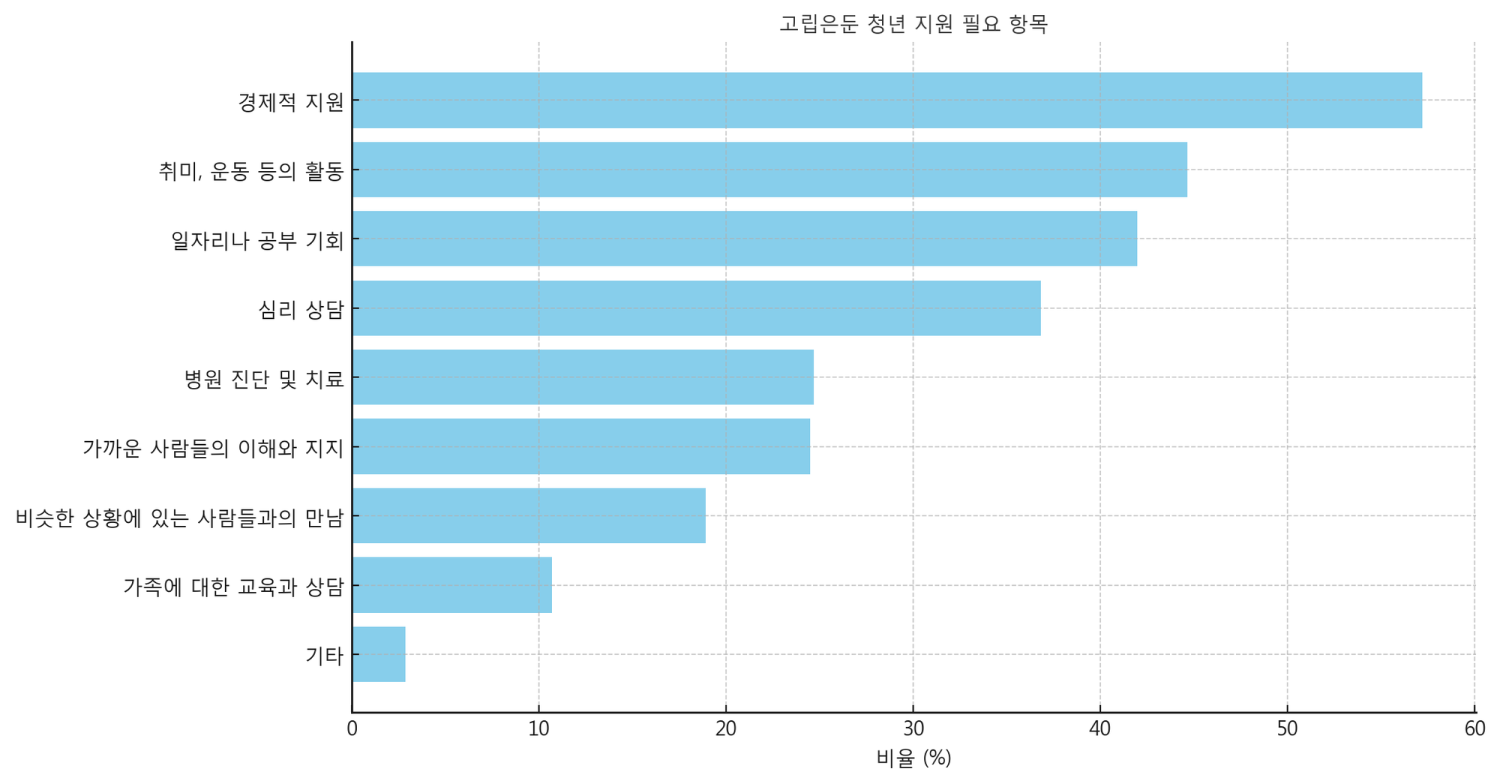 고립은둔 청년 지원 필요 항목
경제적 지원
취미, 운동 등의 활동
일자리나 공부 기회
심리 상담
병원 진단 및 치료
가까운 사람들의 이해와 지지
비슷한 상황에 있는 사람들과의 만남
가족에 대한 교육과 상담
기타
0 10 20 30 40 50 60
비율 (%)